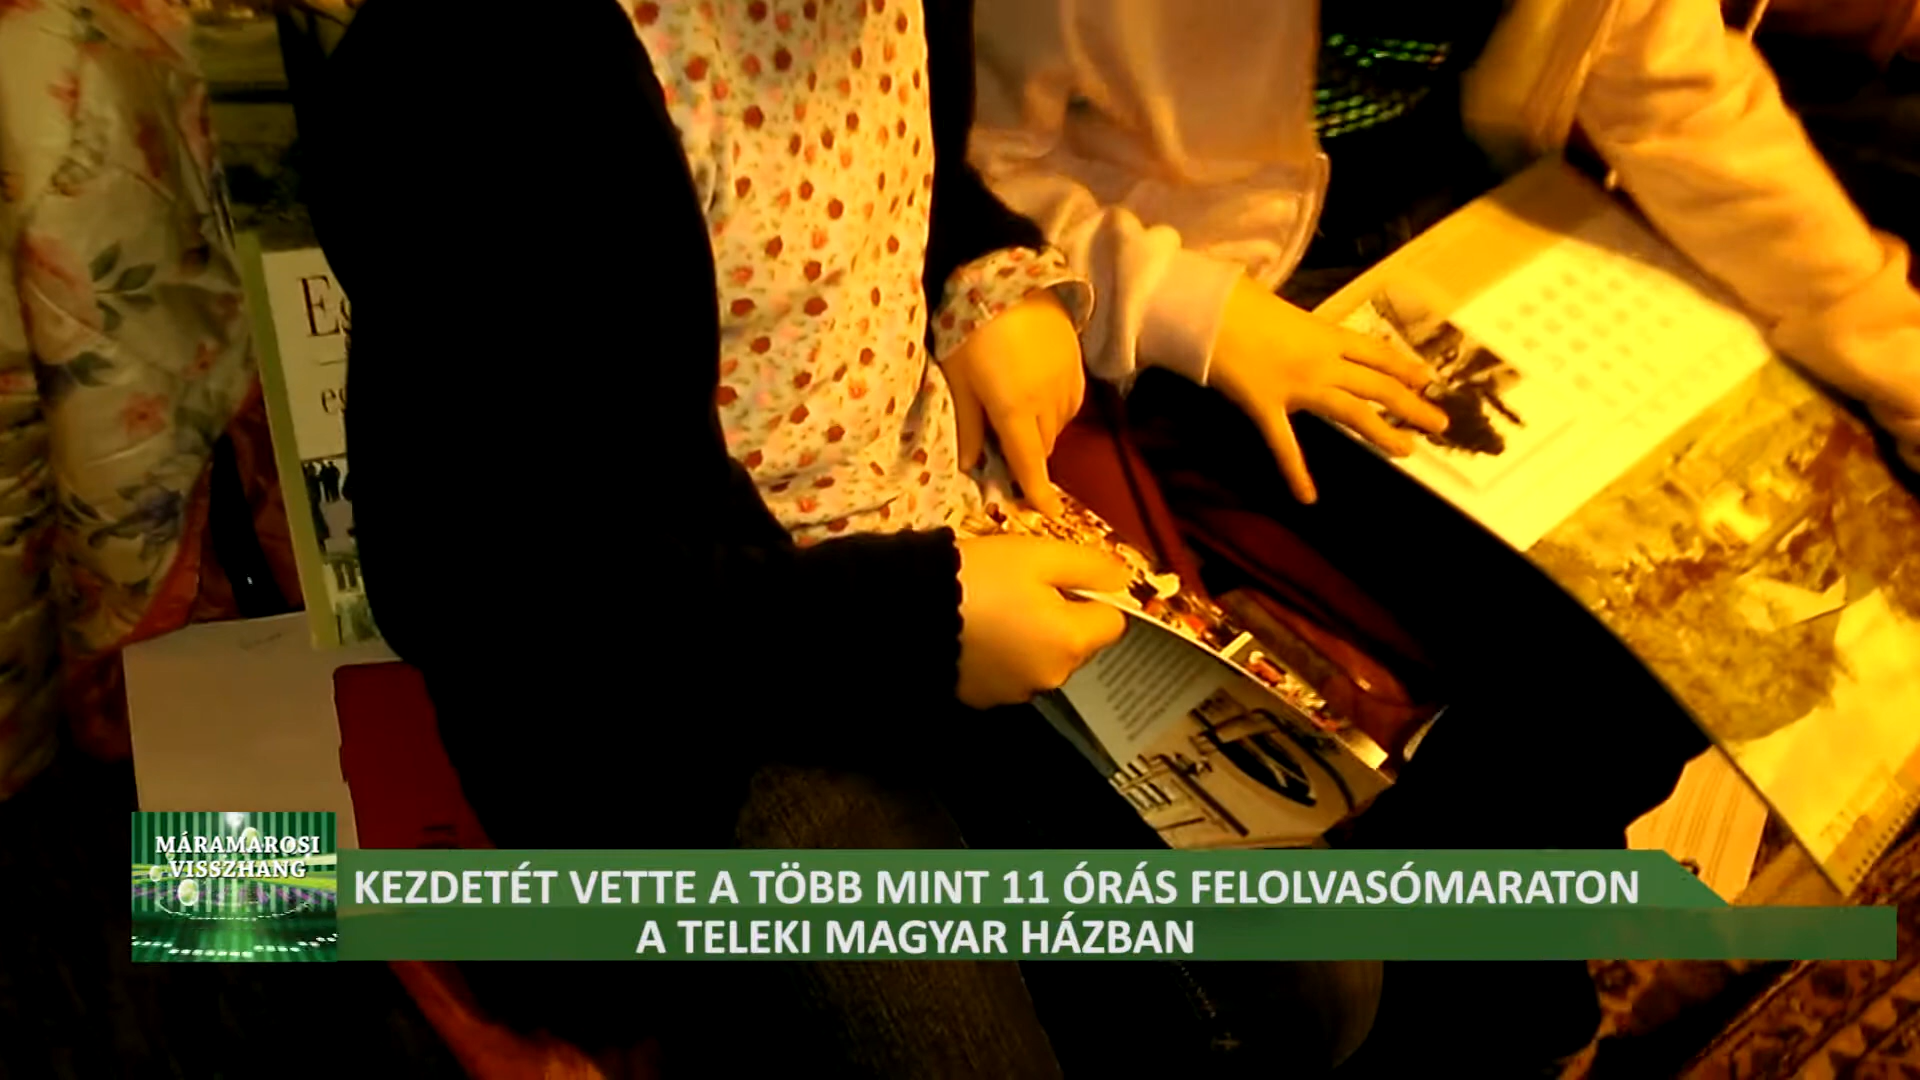 MÁRAMAROSI
VISSZHANG
KEZDETÉT VETTE A TÖBB MINT 11 ÓRÁS FELOLVASÓMARATON
A TELEKI MAGYAR HÁZBAN